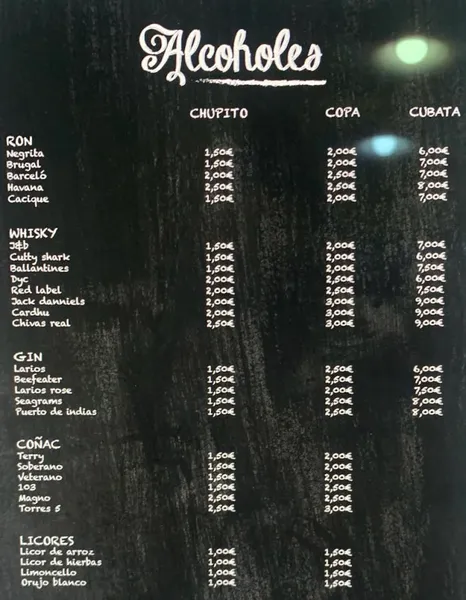 Alcoholes
CHUPITO COPA CUBATA
RON
Negrita 1,50€ 2,00€ 6,00€
Brugal 1,50€ 2,00€ 7,00€
Barceló 2,00€ 2,50€ 7,00€
Havana 2,50€ 2,50€ 8,00€
Cacique 2,00€ 2,00€ 7,00€
WHISKY
J&b 1,50€ 2,00€ 7,00€
Cutty shark 1,50€ 2,00€ 6,00€
Ballantines 1,50€ 2,00€ 7,50€
Dyc 2,00€ 2,50€ 6,00€
Red label 2,00€ 2,50€ 7,50€
Jack danniels 2,00€ 3,00€ 9,00€
Cardhu 2,00€ 3,00€ 9,00€
Chivas real 2,50€ 3,00€ 9,00€
GIN
Larios 1,50€ 2,50€ 6,00€
Beefeater 1,50€ 2,50€ 7,00€
Larios rose 1,50€ 2,50€ 7,50€
Seagrams 1,50€ 2,50€ 8,00€
Puerto de indias 1,50€ 2,50€ 8,00€
COÑAC
Terry 1,50€ 2,00€
Soberano 1,50€ 2,00€
Veterano 1,50€ 2,00€
103 1,50€ 2,50€
Magno 2,50€ 2,50€
Torres 5 2,50€ 3,00€
LICORES
Licor de arroz 1,00€ 1,50€
Licor de hierbas 1,00€ 1,50€
Limoncello 1,00€ 1,50€
Orujo blanco 1,00€ 1,50€